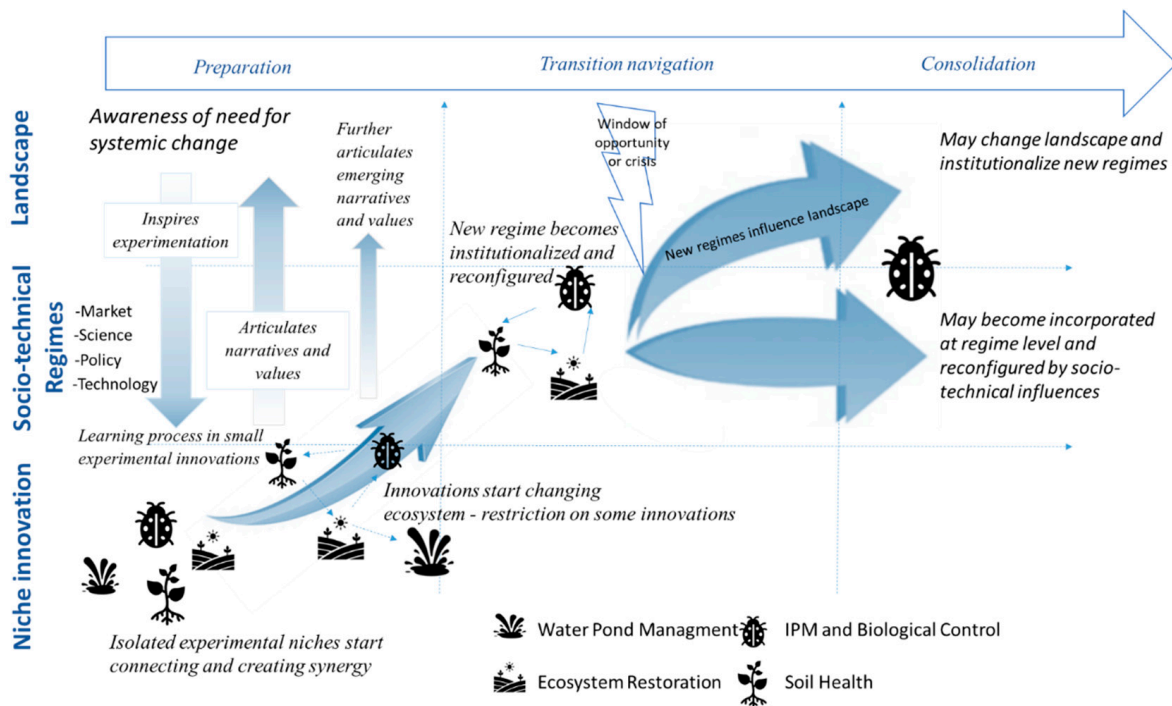 Preparation
Transition navigation
Consolidation
Landscape
Socio-technical
Regimes
Niche innovation
Awareness of need for
systemic change
Inspires
experimentation
Articulates
narratives and
values
Further
articulates
emerging
narratives
and values
-Market
-Science
-Policy
-Technology
Learning process in small
experimental innovations
New regime becomes
institutionalized and
reconfigured
Window of
opportunity
or crisis
New regimes influence landscape
May change landscape and
institutionalize new regimes
May become incorporated
at regime level and
reconfigured by socio-
technical influences
Innovations start changing
ecosystem - restriction on some innovations
Isolated experimental niches start
connecting and creating synergy
Water Pond Managment
IPM and Biological Control
Ecosystem Restoration
Soil Health